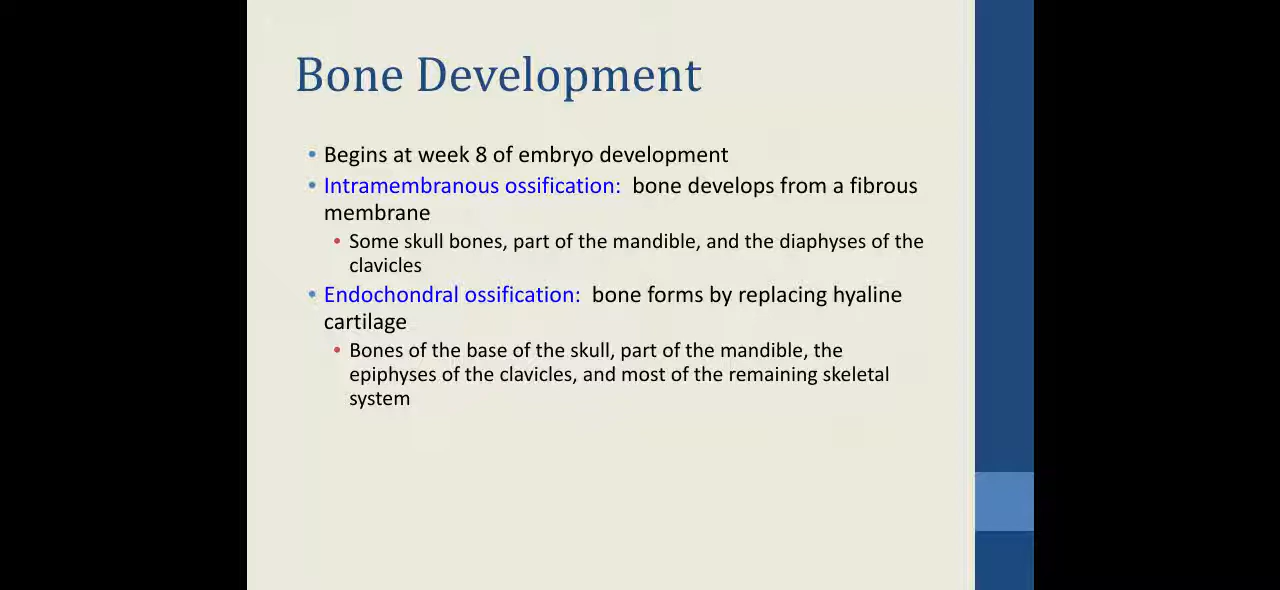 Bone Development
• Begins at week 8 of embryo development
• Intramembranous ossification: bone develops from a fibrous
membrane
• Some skull bones, part of the mandible, and the diaphyses of the
clavicles
• Endochondral ossification: bone forms by replacing hyaline
cartilage
• Bones of the base of the skull, part of the mandible, the
epiphyses of the clavicles, and most of the remaining skeletal
system